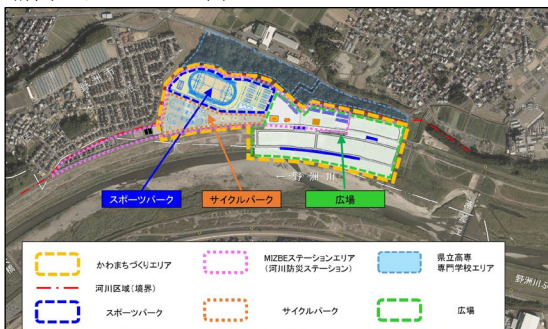 スポーツパーク
サイクルパーク
広場
←野洲川
かわまちづくりエリア
MIZBEステーションエリア
(河川防災ステーション)
県立高専
専門学校エリア
河川区域(境界)
スポーツパーク
サイクルパーク
広場